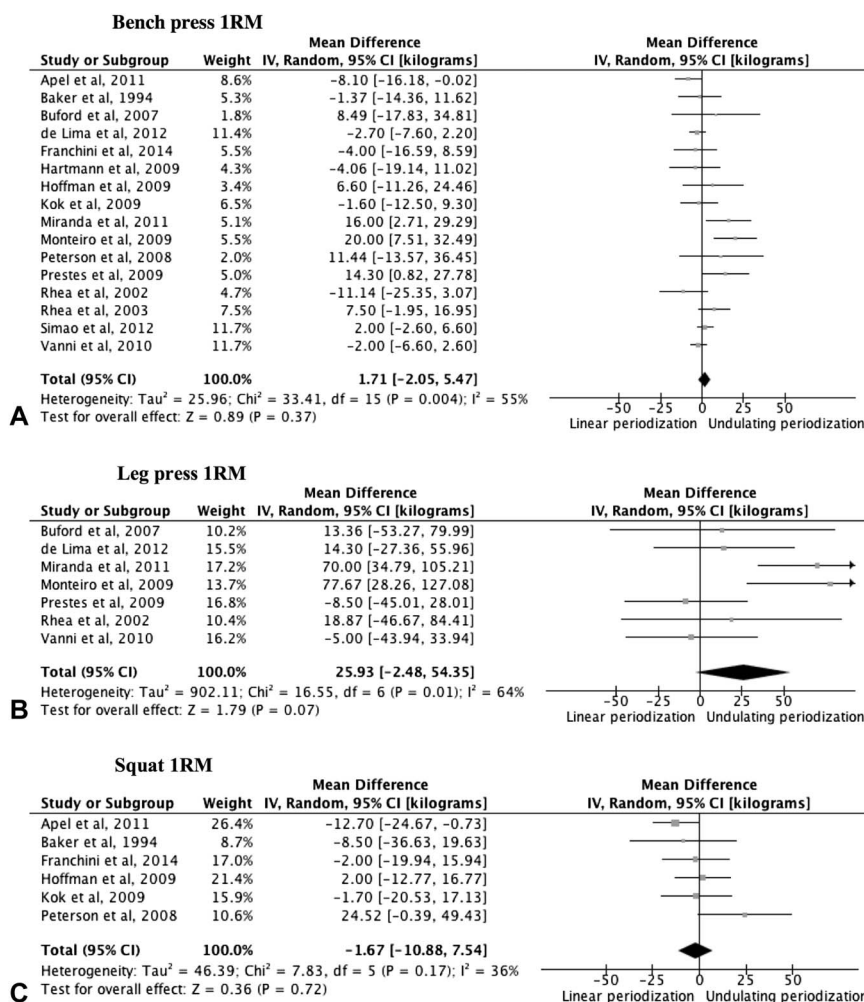 Bench press 1RM
Mean Difference Mean Difference
Study or Subgroup Weight IV, Random, 95% CI [kilograms] IV, Random, 95% CI [kilograms]
Apel et al, 2011 8.6% -8.10 [-16.18, -0.02]
Baker et al, 1994 5.3% -1.37 [-14.36, 11.62]
Buford et al, 2007 1.8% 8.49 [-17.83, 34.81]
de Lima et al, 2012 11.4% -2.70 [-7.60, 2.20]
Franchini et al, 2014 5.5% -4.00 [-16.59, 8.59]
Hartmann et al, 2009 4.3% -4.06 [-19.14, 11.02]
Hoffman et al, 2009 3.4% 6.60 [-11.26, 24.46]
Kok et al, 2009 6.5% -1.60 [-12.50, 9.30]
Miranda et al, 2011 5.1% 16.00 [2.71, 29.29]
Monteiro et al, 2009 5.5% 20.00 [7.51, 32.49]
Peterson et al, 2008 2.0% 11.44 [-13.57, 36.45]
Prestes et al, 2009 5.0% 14.30 [0.82, 27.78]
Rhea et al, 2002 4.7% -11.14 [-25.35, 3.07]
Rhea et al, 2003 7.5% 7.50 [-1.95, 16.95]
Simao et al, 2012 11.7% 2.00 [-2.60, 6.60]
Vanni et al, 2010 11.7% -2.00 [-6.60, 2.60]
Total (95% CI) 100.0% 1.71 [-2.05, 5.47]
Heterogeneity: Tau² = 25.96; Chi² = 33.41, df = 15 (P = 0.004); I² = 55%
Test for overall effect: Z = 0.89 (P = 0.37)
-50 -25 0 25 50
Linear periodization Undulating periodization
A
Leg press 1RM
Mean Difference Mean Difference
Study or Subgroup Weight IV, Random, 95% CI [kilograms] IV, Random, 95% CI [kilograms]
Buford et al, 2007 10.2% 13.36 [-53.27, 79.99]
de Lima et al, 2012 15.5% 14.30 [-27.36, 55.96]
Miranda et al, 2011 17.2% 70.00 [34.79, 105.21]
Monteiro et al, 2009 13.7% 77.67 [28.26, 127.08]
Prestes et al, 2009 16.8% -8.50 [-45.01, 28.01]
Rhea et al, 2002 10.4% 18.87 [-46.67, 84.41]
Vanni et al, 2010 16.2% -5.00 [-43.94, 33.94]
Total (95% CI) 100.0% 25.93 [-2.48, 54.35]
Heterogeneity: Tau² = 902.11; Chi² = 16.55, df = 6 (P = 0.01); I² = 64%
Test for overall effect: Z = 1.79 (P = 0.07)
-50 -25 0 25 50
Linear periodization Undulating periodization
B
Squat 1RM
Mean Difference Mean Difference
Study or Subgroup Weight IV, Random, 95% CI [kilograms] IV, Random, 95% CI [kilograms]
Apel et al, 2011 26.4% -12.70 [-24.67, -0.73]
Baker et al, 1994 8.7% -8.50 [-36.63, 19.63]
Franchini et al, 2014 17.0% -2.00 [-19.94, 15.94]
Hoffman et al, 2009 21.4% 2.00 [-12.77, 16.77]
Kok et al, 2009 15.9% -1.70 [-20.53, 17.13]
Peterson et al, 2008 10.6% 24.52 [-0.39, 49.43]
Total (95% CI) 100.0% -1.67 [-10.88, 7.54]
Heterogeneity: Tau² = 46.39; Chi² = 7.83, df = 5 (P = 0.17); I² = 36%
Test for overall effect: Z = 0.36 (P = 0.72)
-50 -25 0 25 50
Linear periodization Undulating periodization
C